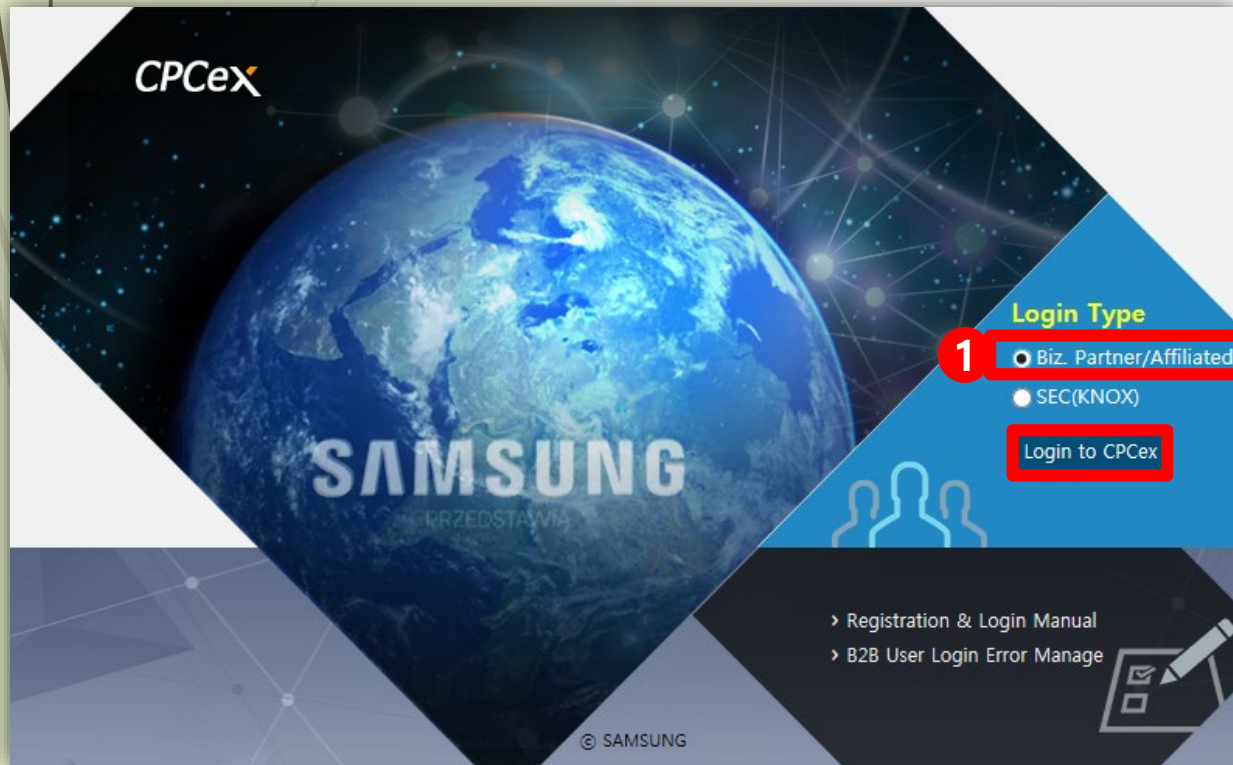 CPCex
Login Type
1
Biz. Partner/Affiliated
SEC(KNOX)
Login to CPCex
SAMSUNG
PRZEDSTAWIA
> Registration & Login Manual
> B2B User Login Error Manage
© SAMSUNG